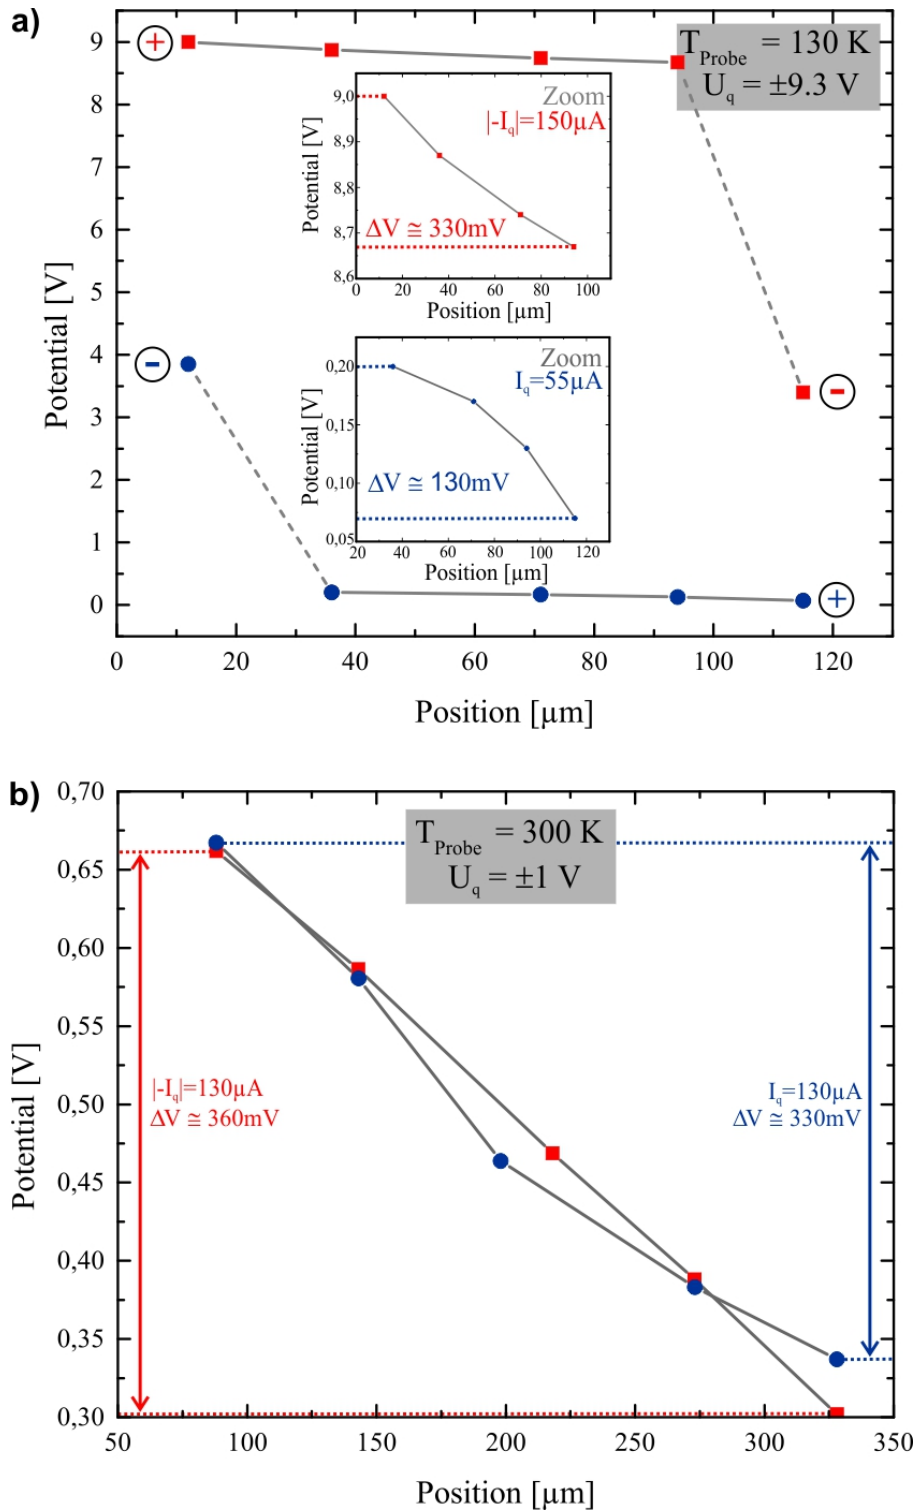 a)
T_Probe = 130 K
U_q = ±9.3 V
Potential [V]
9
8
7
6
5
4
3
2
1
0
+
−
−
+
Zoom
|-I_q|=150µA
ΔV ≅ 330mV
Potential [V]
9,0
8,9
8,8
8,7
8,6
0 20 40 60 80 100
Position [µm]
Zoom
I_q=55µA
ΔV ≅ 130mV
Potential [V]
0,20
0,15
0,10
0,05
20 40 60 80 100 120
Position [µm]
0 20 40 60 80 100 120
Position [µm]
b)
T_Probe = 300 K
U_q = ±1 V
Potential [V]
0,70
0,65
0,60
0,55
0,50
0,45
0,40
0,35
0,30
|-I_q|=130µA
ΔV ≅ 360mV
I_q=130µA
ΔV ≅ 330mV
50 100 150 200 250 300 350
Position [µm]